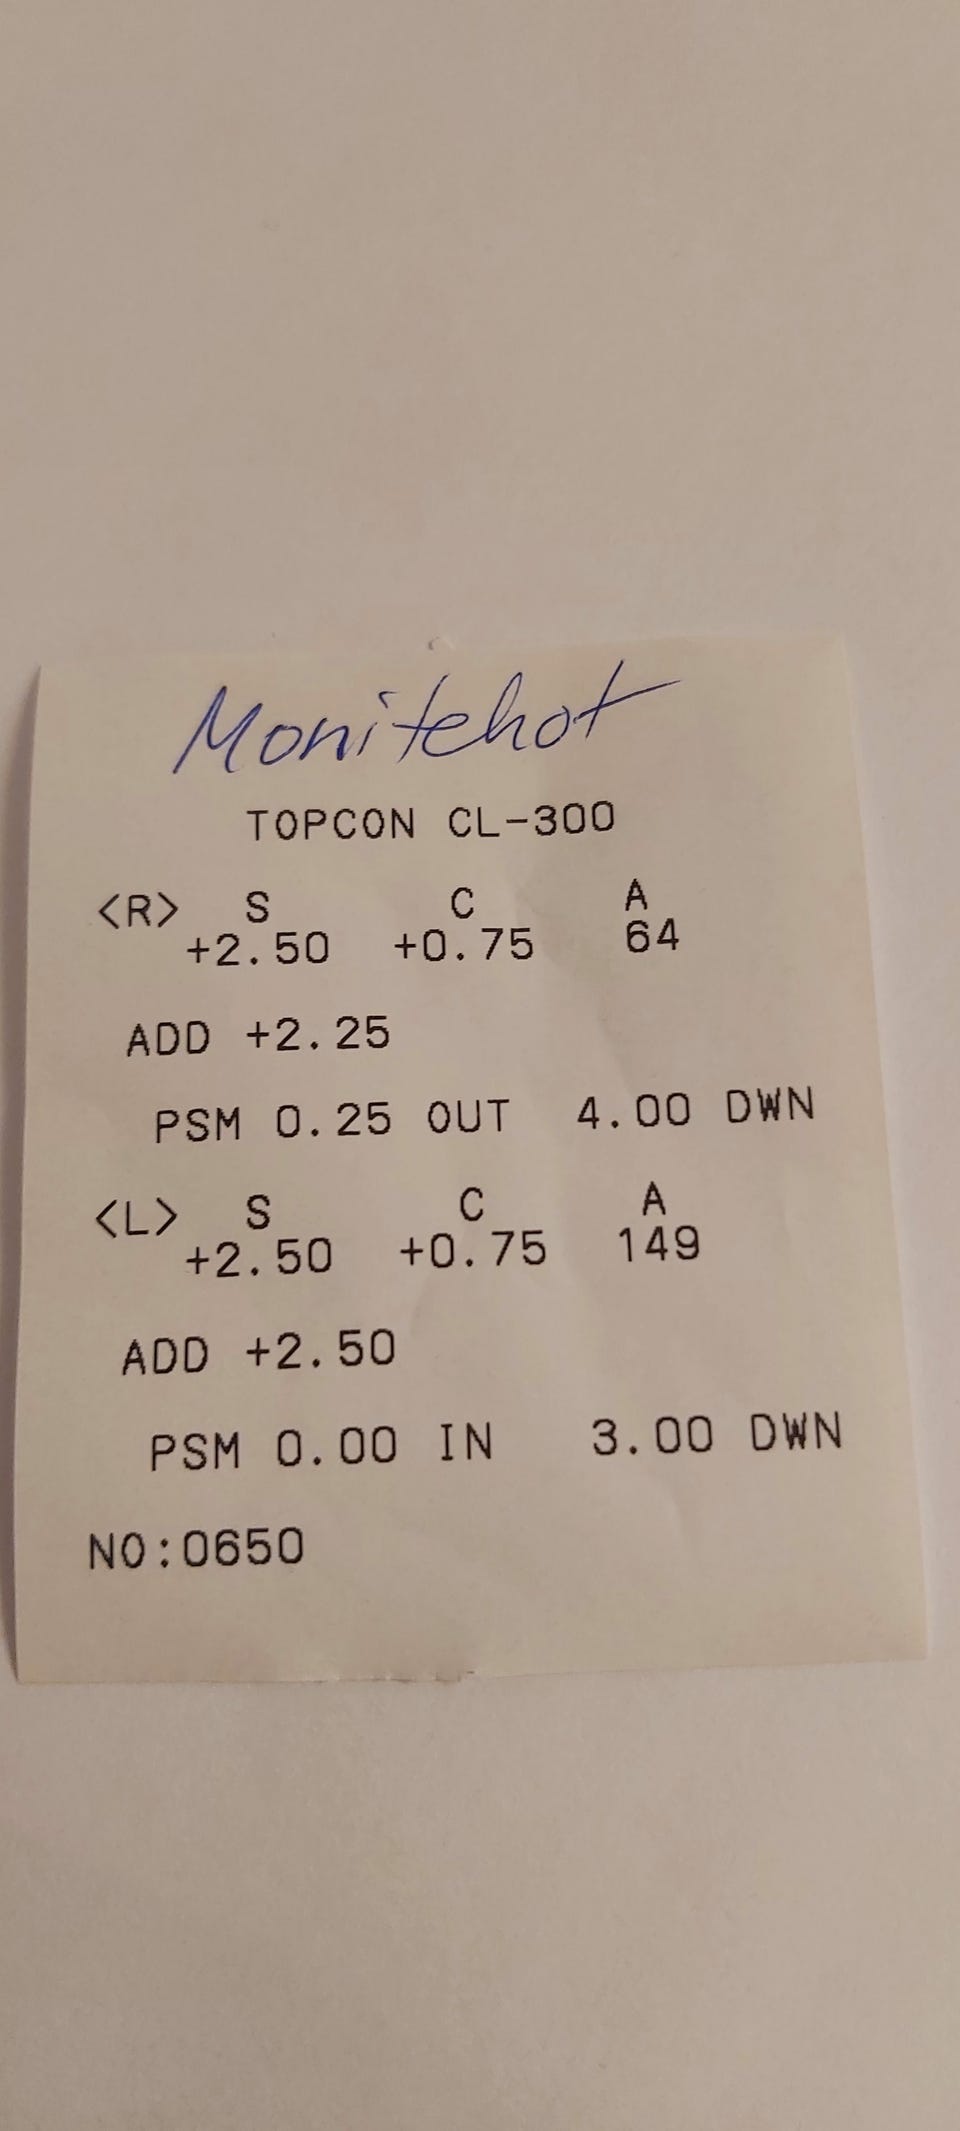 Monitehot
TOPCON CL-300
<R> S C A
+2.50 +0.75 64
ADD +2.25
PSM 0.25 OUT 4.00 DWN
<L> S C A
+2.50 +0.75 149
ADD +2.50
PSM 0.00 IN 3.00 DWN
NO:0650